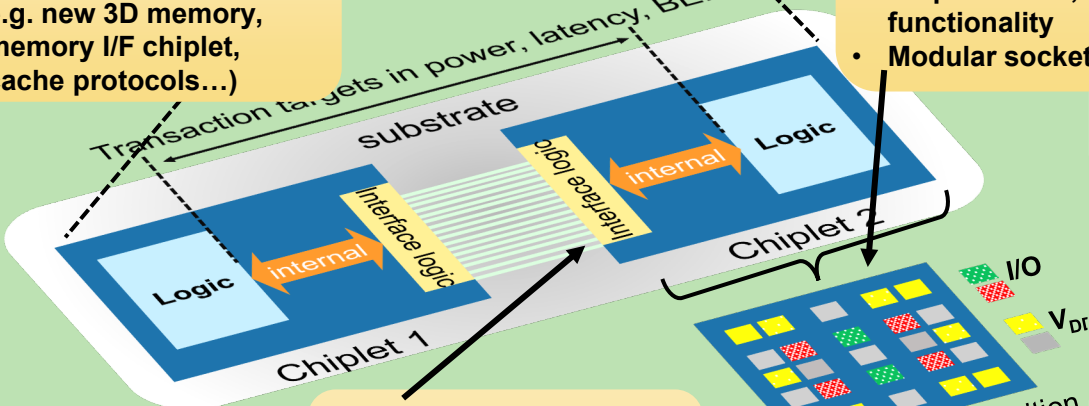 .g. new 3D memory,
memory I/F chiplet,
ache protocols…)
functionality
• Modular socket
Transaction targets in power, latency,
substrate
Logic
internal
Interface logic
Interface logic
internal
Logic
Chiplet 2
Chiplet 1
I/O